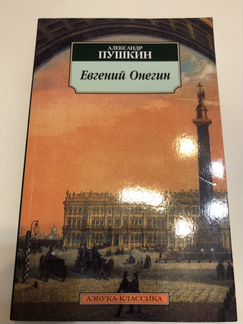 АЛЕКСАНДР
ПУШКИН
Евгений Онегин
АЗБУКА-КЛАССИКА